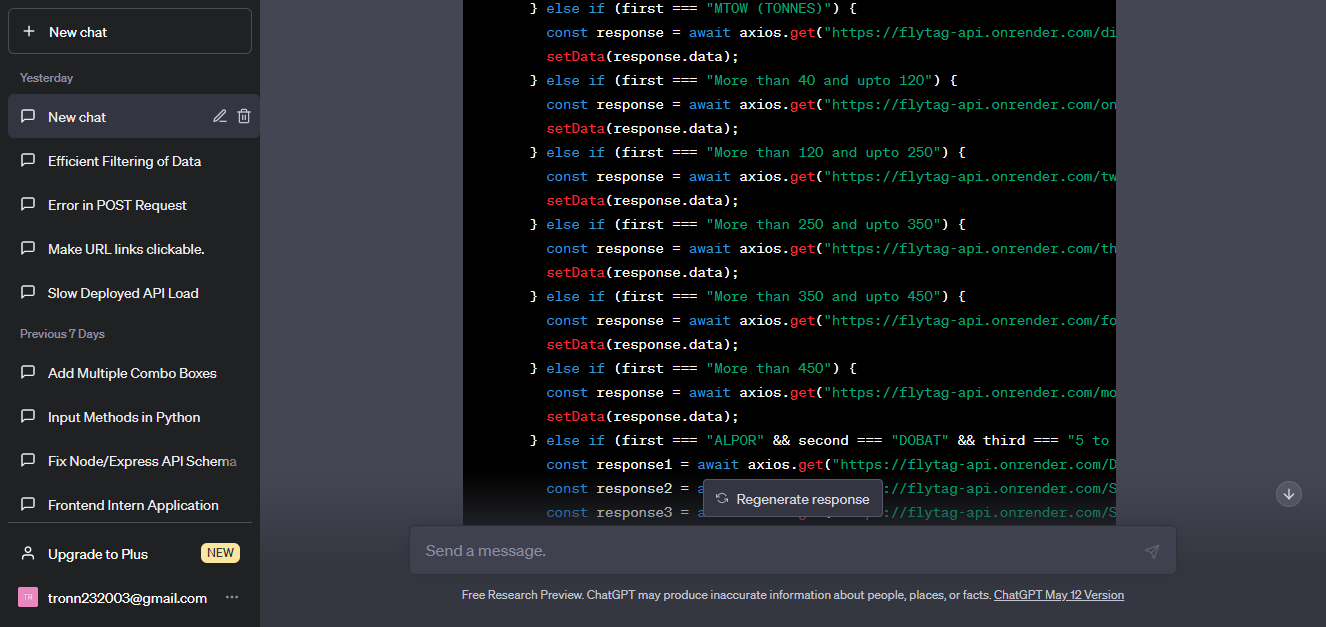 New chat
Yesterday
New chat
Efficient Filtering of Data
Error in POST Request
Make URL links clickable.
Slow Deployed API Load
Previous 7 Days
Add Multiple Combo Boxes
Input Methods in Python
Fix Node/Express API Schema
Frontend Intern Application
Upgrade to Plus NEW
TR tronn232003@gmail.com
} else if (first === "MTOW (TONNES)") {
const response = await axios.get("https://flytag-api.onrender.com/di
setData(response.data);
} else if (first === "More than 40 and upto 120") {
const response = await axios.get("https://flytag-api.onrender.com/on
setData(response.data);
} else if (first === "More than 120 and upto 250") {
const response = await axios.get("https://flytag-api.onrender.com/tw
setData(response.data);
} else if (first === "More than 250 and upto 350") {
const response = await axios.get("https://flytag-api.onrender.com/th
setData(response.data);
} else if (first === "More than 350 and upto 450") {
const response = await axios.get("https://flytag-api.onrender.com/fo
setData(response.data);
} else if (first === "More than 450") {
const response = await axios.get("https://flytag-api.onrender.com/mo
setData(response.data);
} else if (first === "ALPOR" && second === "DOBAT" && third === "5 to
const response1 = await axios.get("https://flytag-api.onrender.com/D
const response2 = a ://flytag-api.onrender.com/S
const response3 = a ://flytag-api.onrender.com/S
Regenerate response
Send a message.
Free Research Preview. ChatGPT may produce inaccurate information about people, places, or facts. ChatGPT May 12 Version